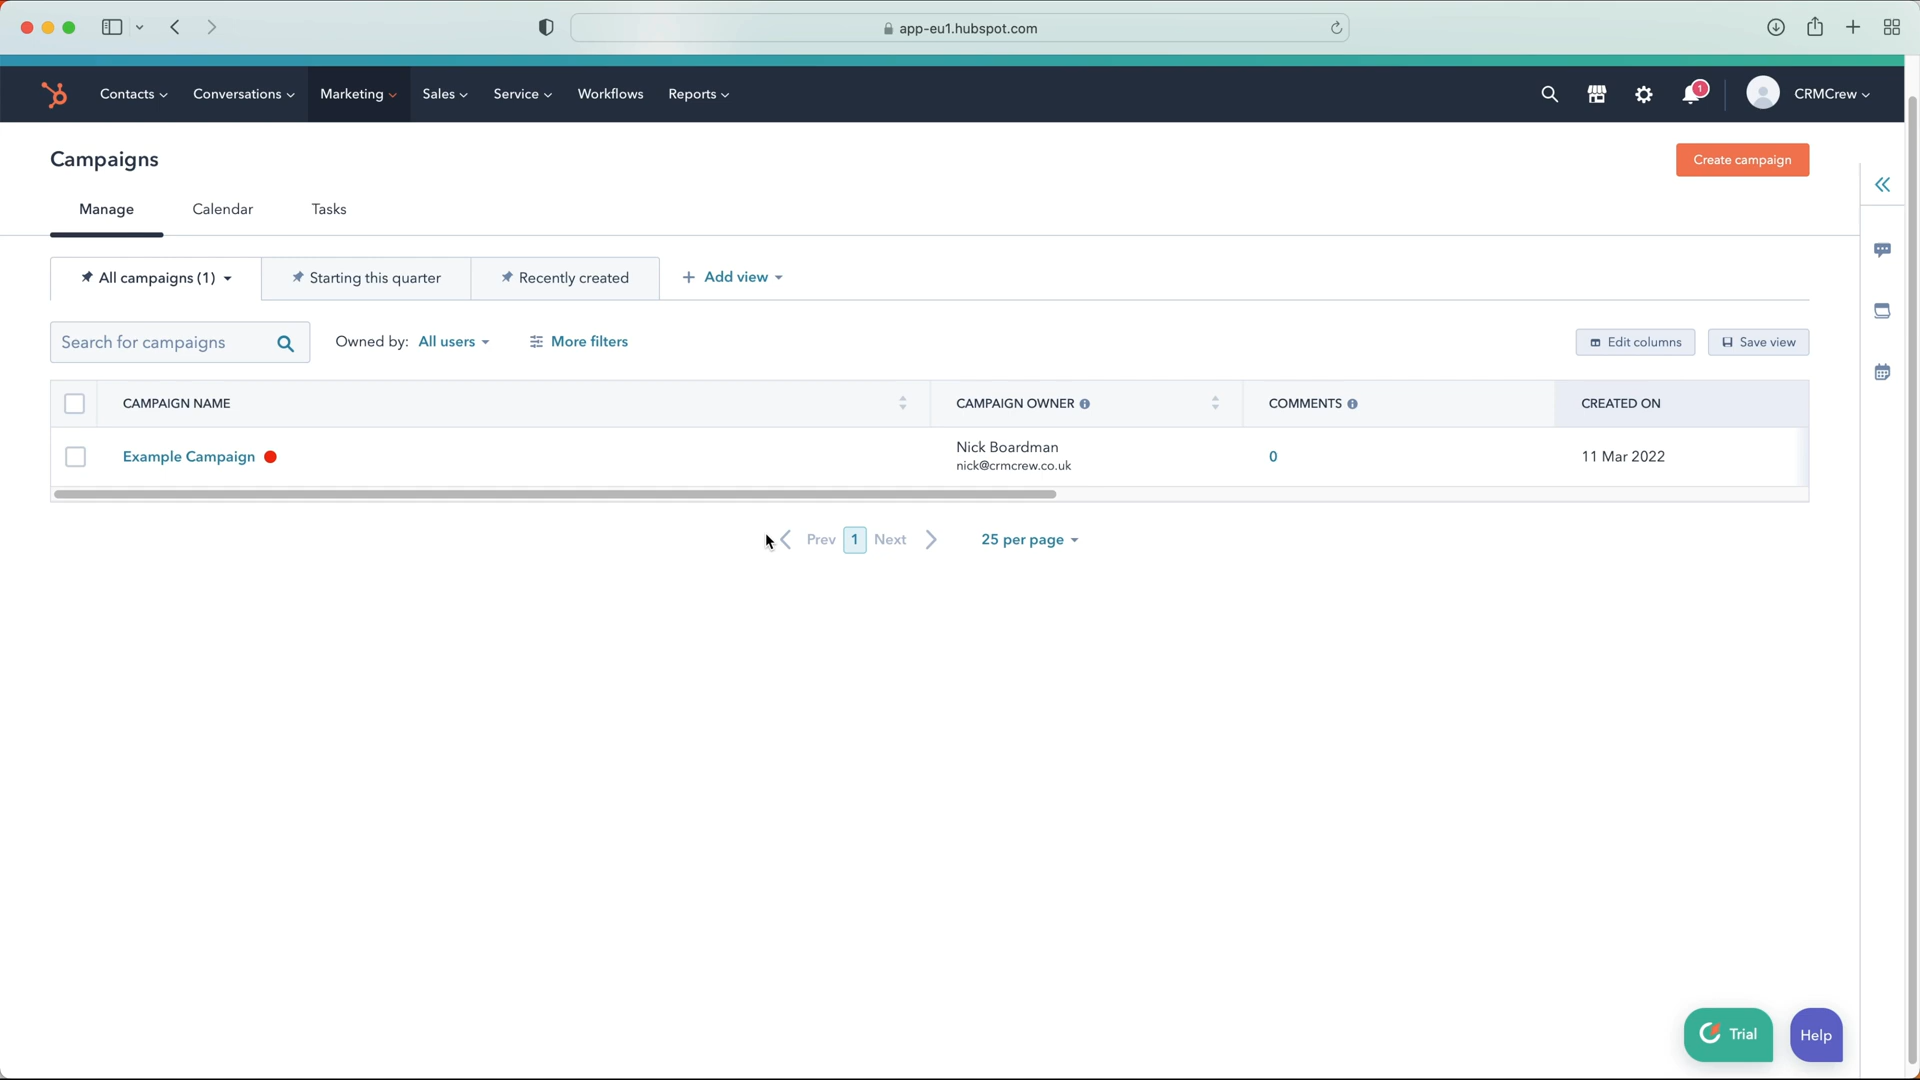 app-eu1.hubspot.com
Contacts Conversations Marketing Sales Service Workflows Reports 1 CRMCrew
Campaigns
Create campaign
Manage Calendar Tasks
All campaigns (1) Starting this quarter Recently created + Add view
Search for campaigns Owned by: All users More filters Edit columns Save view
CAMPAIGN NAME CAMPAIGN OWNER COMMENTS CREATED ON
Example Campaign Nick Boardman 0 11 Mar 2022
nick@crmcrew.co.uk
Prev 1 Next 25 per page
Trial Help